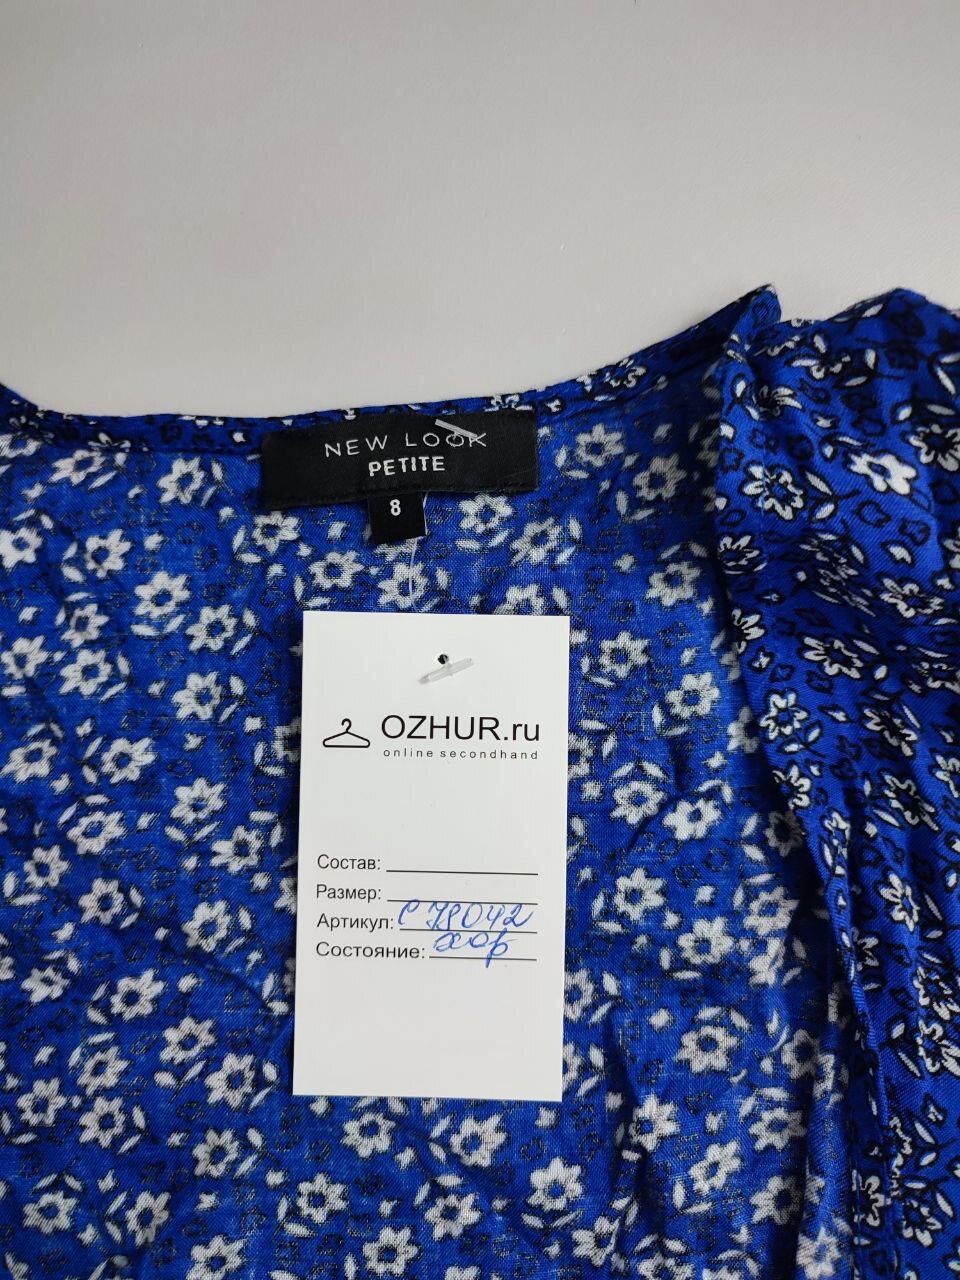 NEW LOOK
PETITE
8
OZHUR.ru
online secondhand
Состав:
Размер:
Артикул: С 78042
Состояние: хор